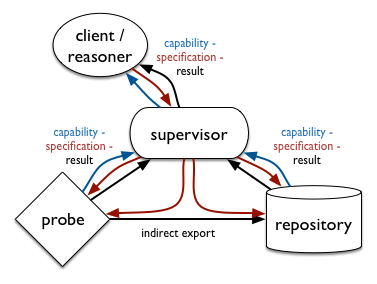 client /
reasoner
capability -
specification -
result
supervisor
capability -
specification -
result
capability -
specification -
result
probe
repository
indirect export